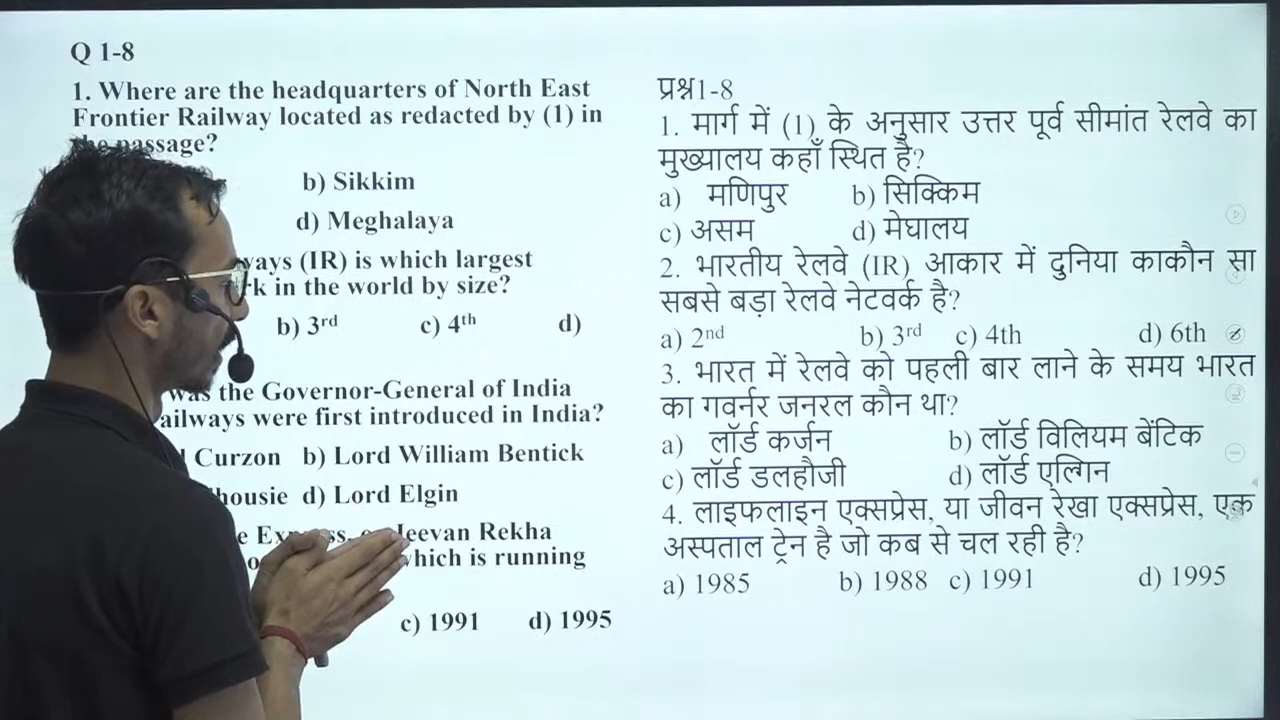 Q 1-8
1. Where are the headquarters of North East
Frontier Railway located as redacted by (1) in
the passage?
b) Sikkim
d) Meghalaya
ways (IR) is which largest
rk in the world by size?
b) 3rd c) 4th d)
was the Governor-General of India
ailways were first introduced in India?
Curzon b) Lord William Bentick
housie d) Lord Elgin
e Jeevan Rekha
which is running
c) 1991 d) 1995
प्रश्न1-8
1. मार्ग में (1) के अनुसार उत्तर पूर्व सीमांत रेलवे का
मुख्यालय कहाँ स्थित है?
a) मणिपुर b) सिक्किम
c) असम d) मेघालय
2. भारतीय रेलवे (IR) आकार में दुनिया काकौन सा
सबसे बड़ा रेलवे नेटवर्क है?
a) 2nd b) 3rd c) 4th d) 6th
3. भारत में रेलवे को पहली बार लाने के समय भारत
का गवर्नर जनरल कौन था?
a) लॉर्ड कर्जन b) लॉर्ड विलियम बेंटिक
c) लॉर्ड डलहौजी d) लॉर्ड एल्गिन
4. लाइफलाइन एक्सप्रेस, या जीवन रेखा एक्सप्रेस, एक
अस्पताल ट्रेन है जो कब से चल रही है?
a) 1985 b) 1988 c) 1991 d) 1995